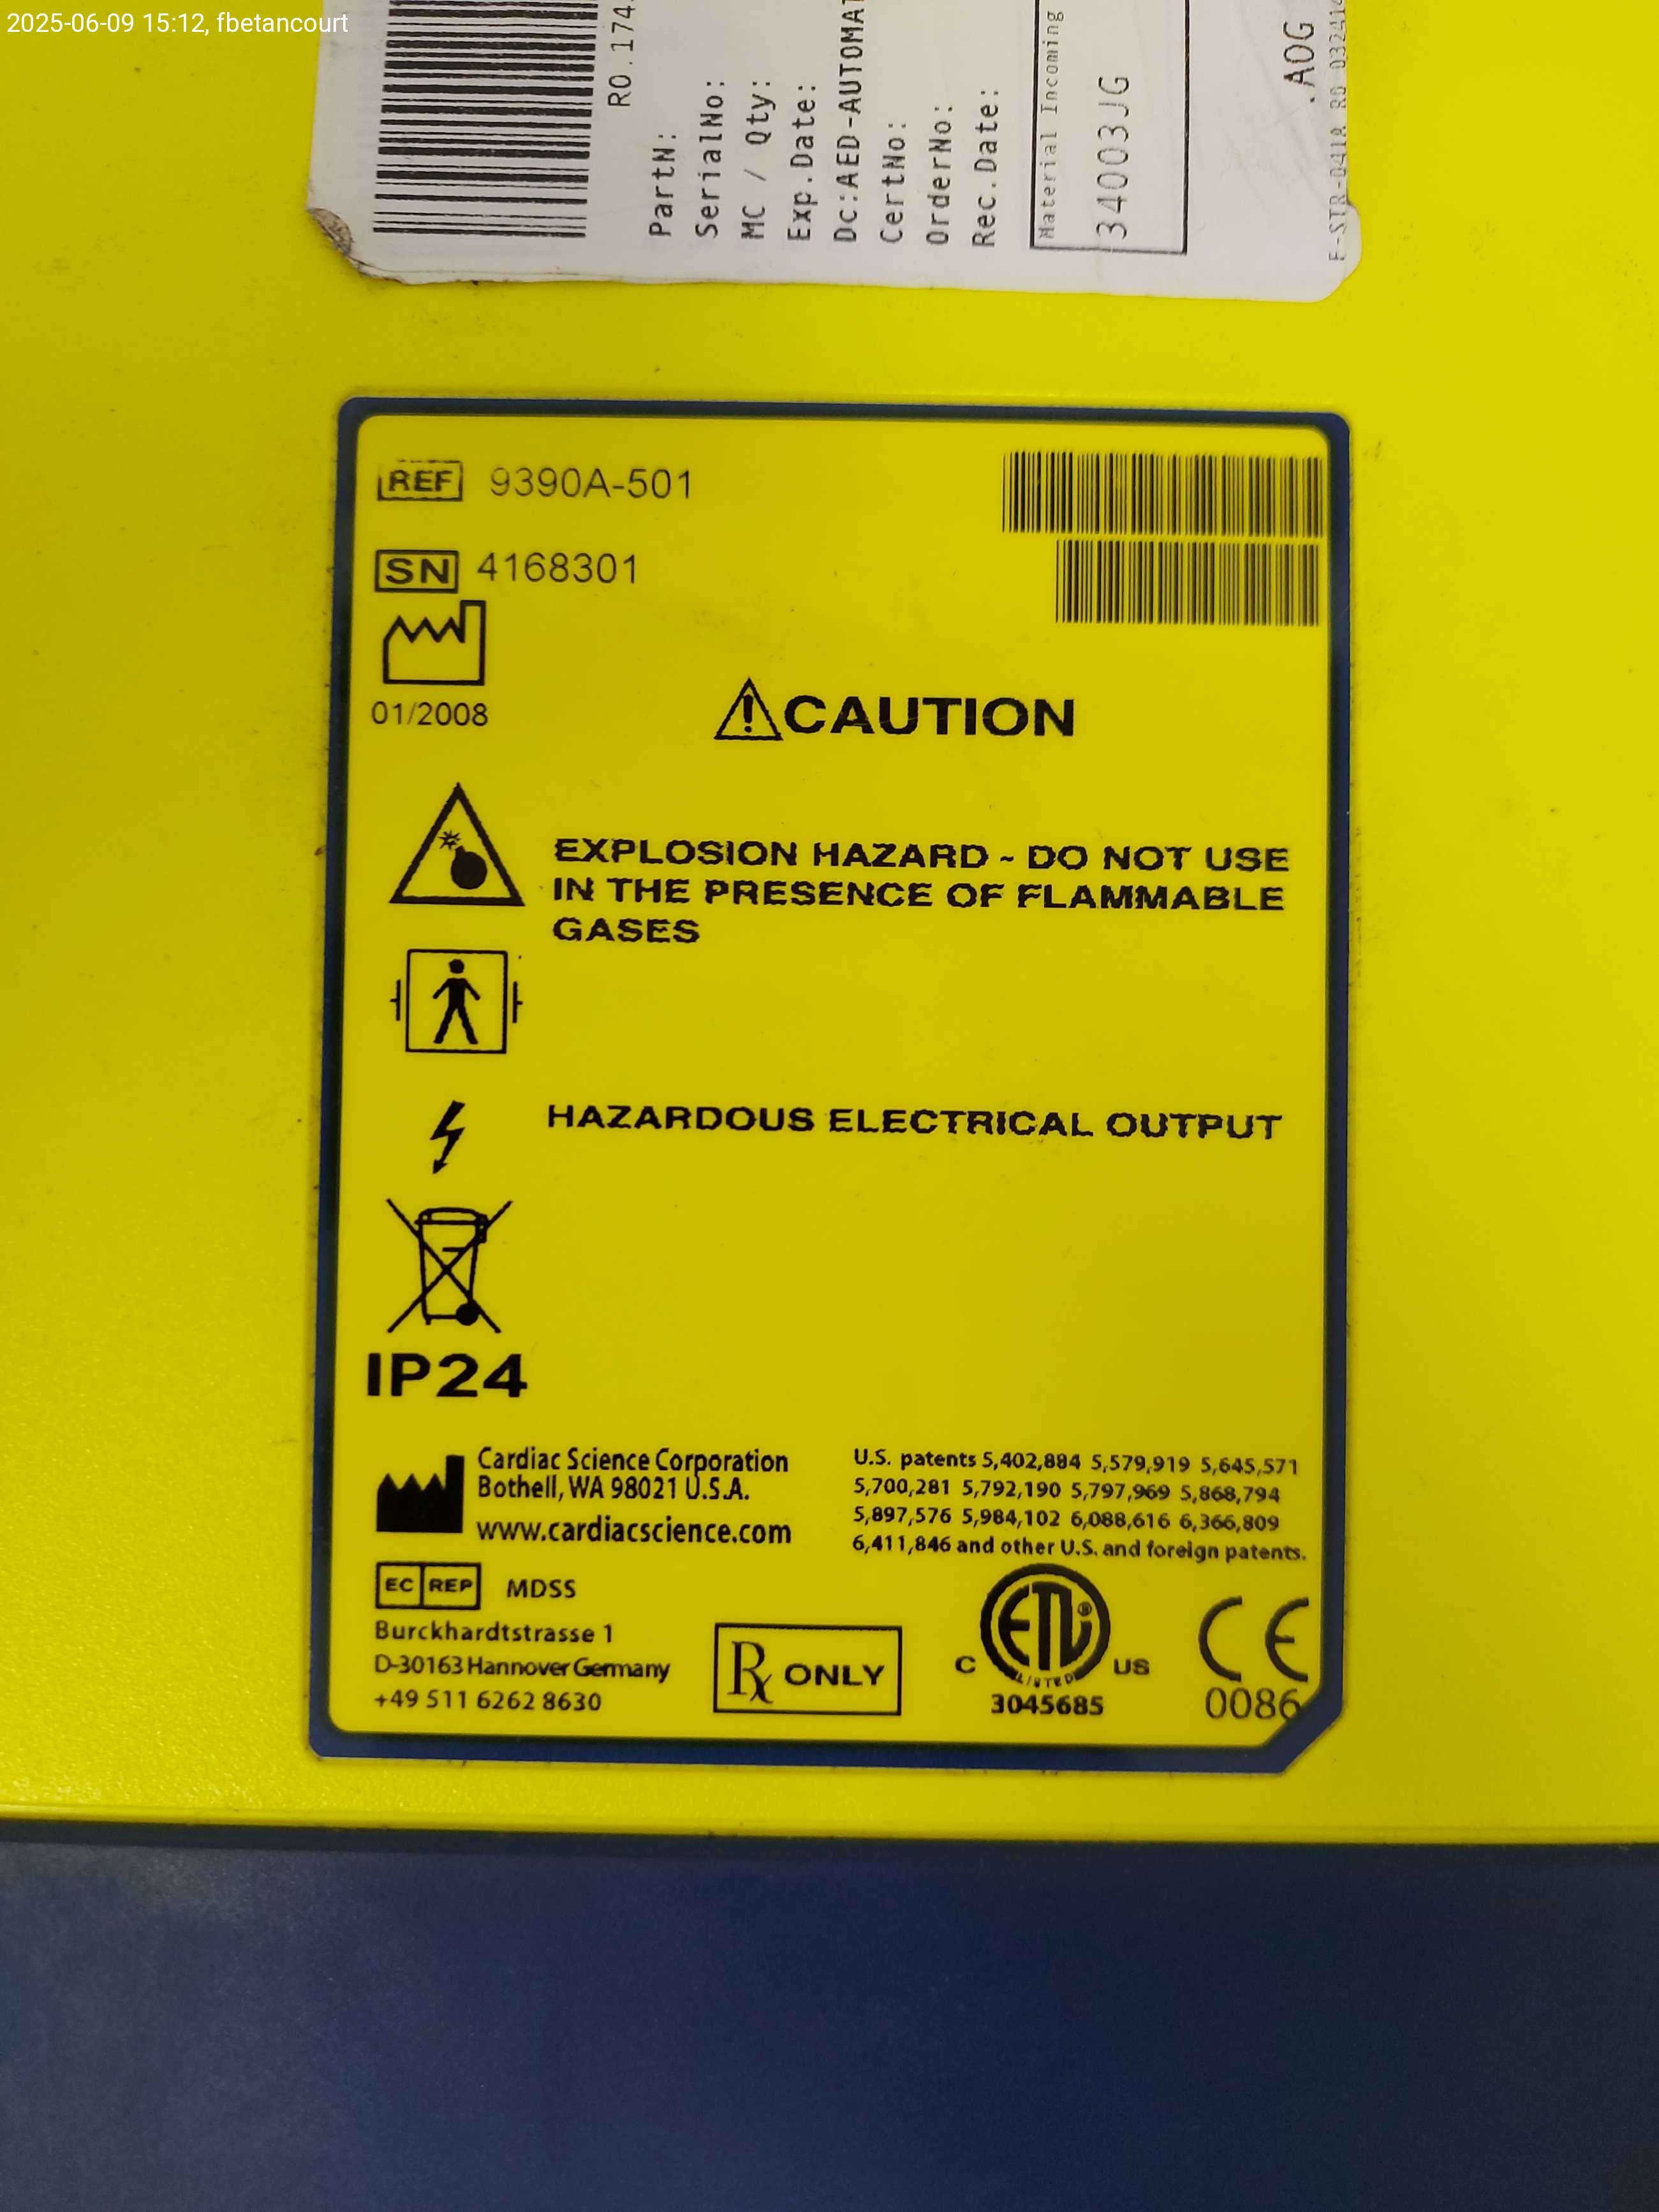 2025-06-09 15:12, fbetancourt
RO.174.
PartN:
SerialNo:
MC / Qty:
Exp.Date:
Dc:AED-AUTOMAT
CertNo:
OrderNo:
Rec.Date:
Material Incoming
34003JG
.AOG
REF 9390A-501
SN 4168301
01/2008
CAUTION
EXPLOSION HAZARD - DO NOT USE
IN THE PRESENCE OF FLAMMABLE
GASES
HAZARDOUS ELECTRICAL OUTPUT
IP24
Cardiac Science Corporation
Bothell, WA 98021 U.S.A.
www.cardiacscience.com
U.S. patents 5,402,884 5,579,919 5,645,571
5,700,281 5,792,190 5,797,969 5,868,794
5,897,576 5,984,102 6,088,616 6,366,809
6,411,846 and other U.S. and foreign patents.
EC REP MDSS
Burckhardtstrasse 1
D-30163 Hannover Germany
+49 511 6262 8630
Rx ONLY
C ETL ® US
LISTED
3045685
CE
0086